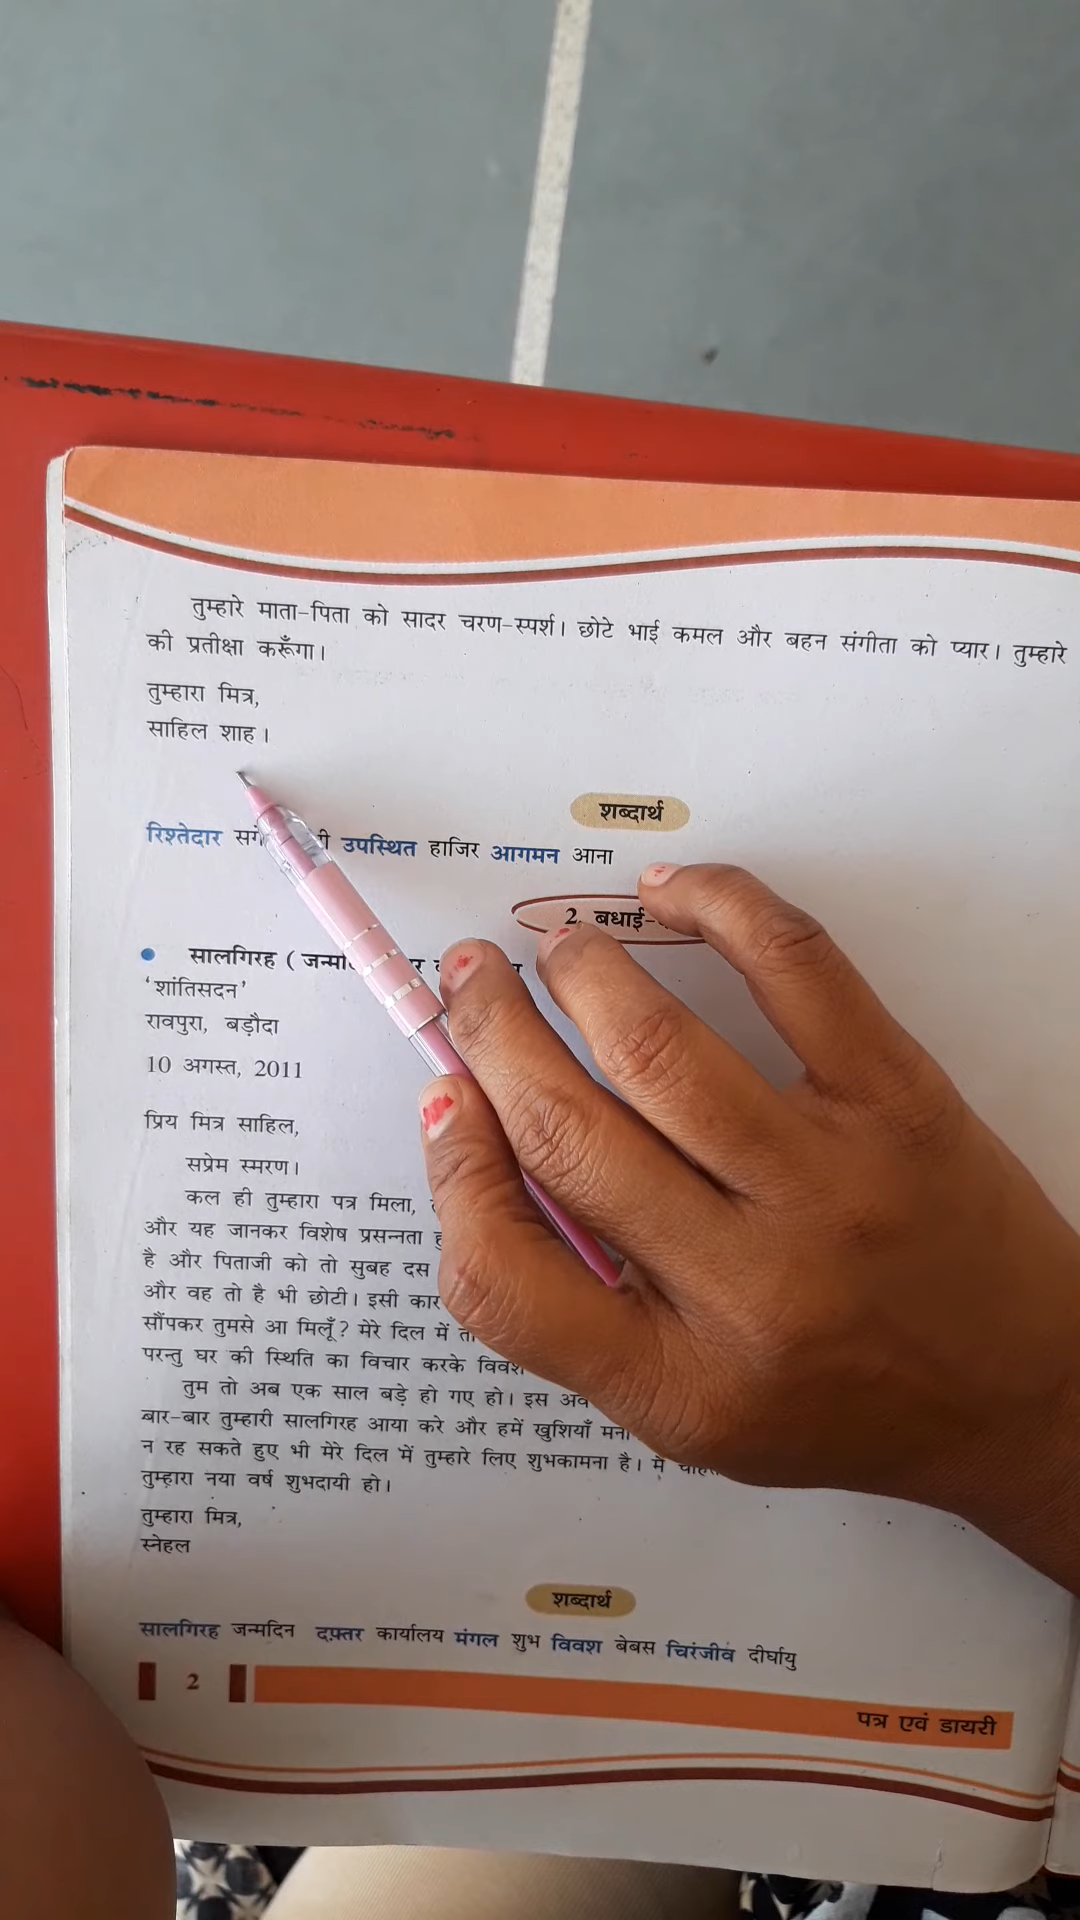 तुम्हारे माता-पिता को सादर चरण-स्पर्श। छोटे भाई कमल और बहन संगीता को प्यार। तुम्हारे
की प्रतीक्षा करूँगा।
तुम्हारा मित्र,
साहिल शाह।
शब्दार्थ
रिश्तेदार उपस्थित हाजिर आगमन आना
2. बधाई-
सालगिरह (
‘शांतिसदन’
रावपुरा, बड़ौदा
10 अगस्त, 2011
प्रिय मित्र साहिल,
सप्रेम स्मरण।
कल ही तुम्हारा पत्र मिला,
और यह जानकर विशेष प्रसन्नता
है और पिताजी को तो सुबह दस
और वह तो है भी छोटी। इसी
सौंपकर तुमसे आ मिलूँ? मेरे दिल में
परन्तु घर की स्थिति का विचार करके
तुम तो अब एक साल बड़े हो गए हो। इस
बार-बार तुम्हारी सालगिरह आया करे और हमें खुशियाँ
न रह सकते हुए भी मेरे दिल में तुम्हारे लिए शुभकामना है। मैं
तुम्हारा नया वर्ष शुभदायी हो।
तुम्हारा मित्र,
स्नेहल
शब्दार्थ
सालगिरह जन्मदिन दफ़्तर कार्यालय मंगल शुभ विवश बेबस चिरंजीव दीर्घायु
2
पत्र एवं डायरी